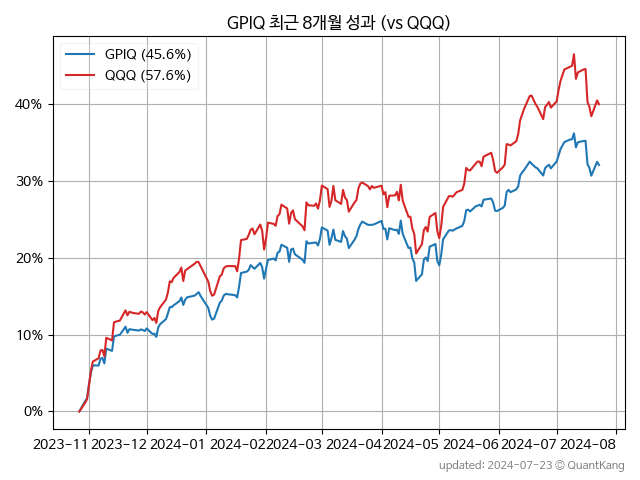 GPIQ 최근 8개월 성과 (vs QQQ)
GPIQ (45.6%)
QQQ (57.6%)
40%
30%
20%
10%
0%
2023-11 2023-12 2024-01 2024-02 2024-03 2024-04 2024-05 2024-06 2024-07 2024-08
updated: 2024-07-23 © QuantKang